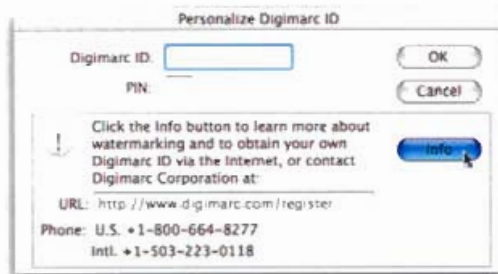 Personalize Digimarc ID
Digimarc ID:
OK
PIN:
Cancel
Click the Info button to learn more about
watermarking and to obtain your own
Digimarc ID via the Internet, or contact
Digimarc Corporation at:
Info
URL: http://www.digimarc.com/register
Phone: U.S. +1-800-664-8277
Intl. +1-503-223-0118